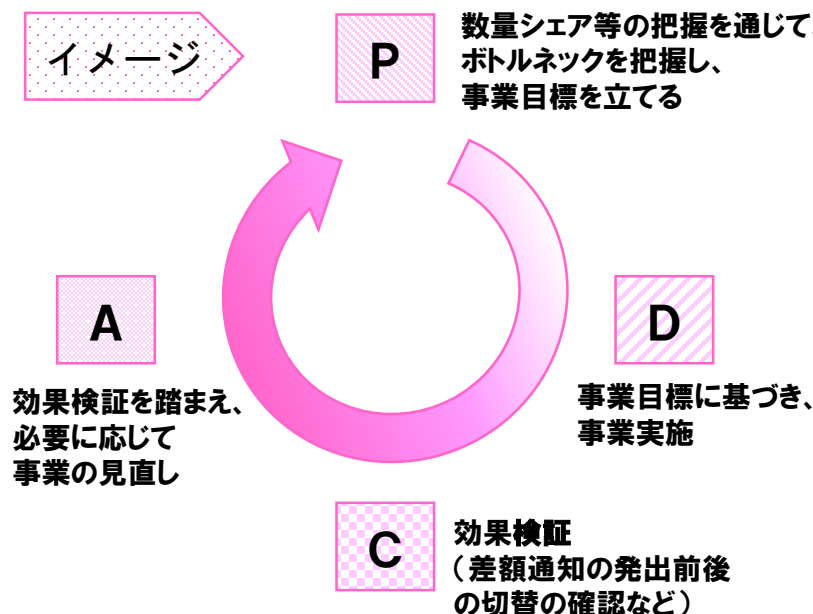 イメージ
P
数量シェア等の把握を通じて、
ボトルネックを把握し、
事業目標を立てる
D
事業目標に基づき、
事業実施
C
効果検証
（差額通知の発出前後
の切替の確認など）
A
効果検証を踏まえ、
必要に応じて
事業の見直し